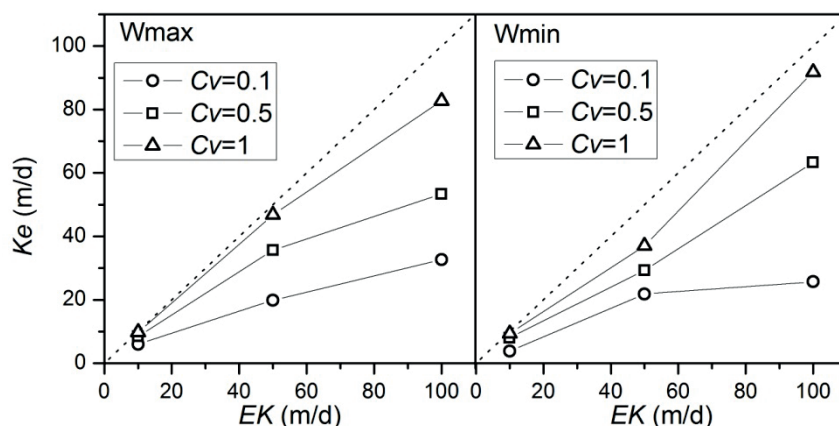 Wmax
Cv=0.1
Cv=0.5
Cv=1
Wmin
Cv=0.1
Cv=0.5
Cv=1
Ke (m/d)
100
80
60
40
20
0
0 20 40 60 80 100
0 20 40 60 80 100
EK (m/d)
EK (m/d)